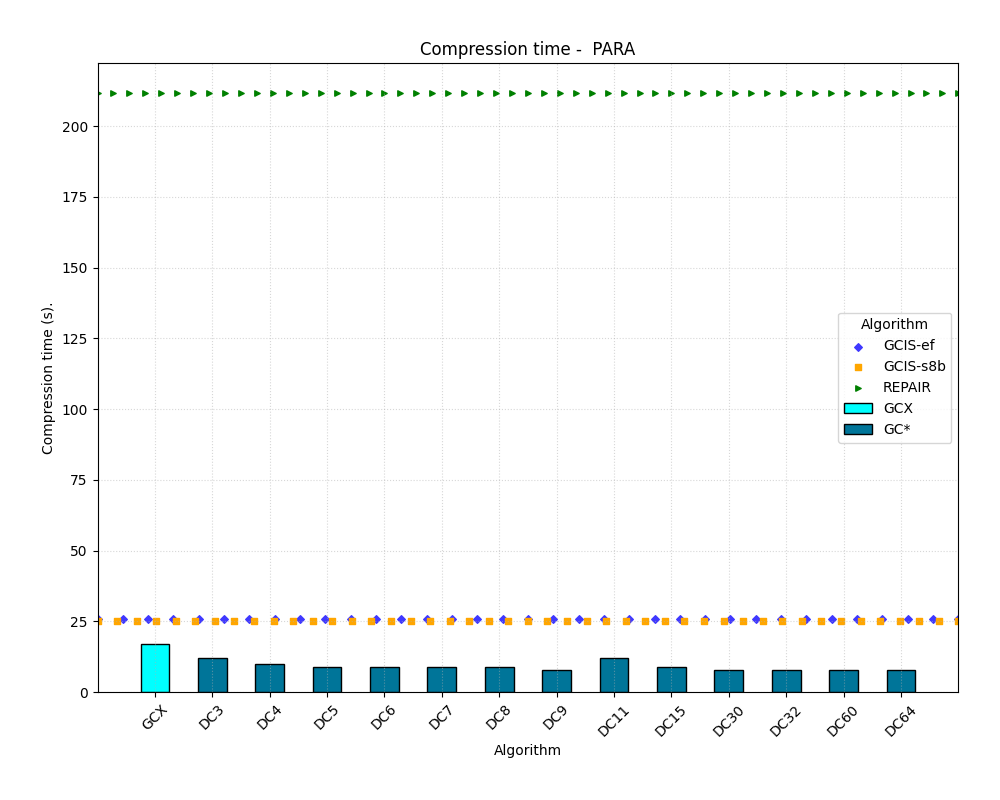 Compression time -  PARA
200
175
150
125
100
75
50
25
0
Compression time (s).
Algorithm
GCIS-ef
GCIS-s8b
REPAIR
GCX
GC*
GCX
DC3
DC4
DC5
DC6
DC7
DC8
DC9
DC11
DC15
DC30
DC32
DC60
DC64
Algorithm